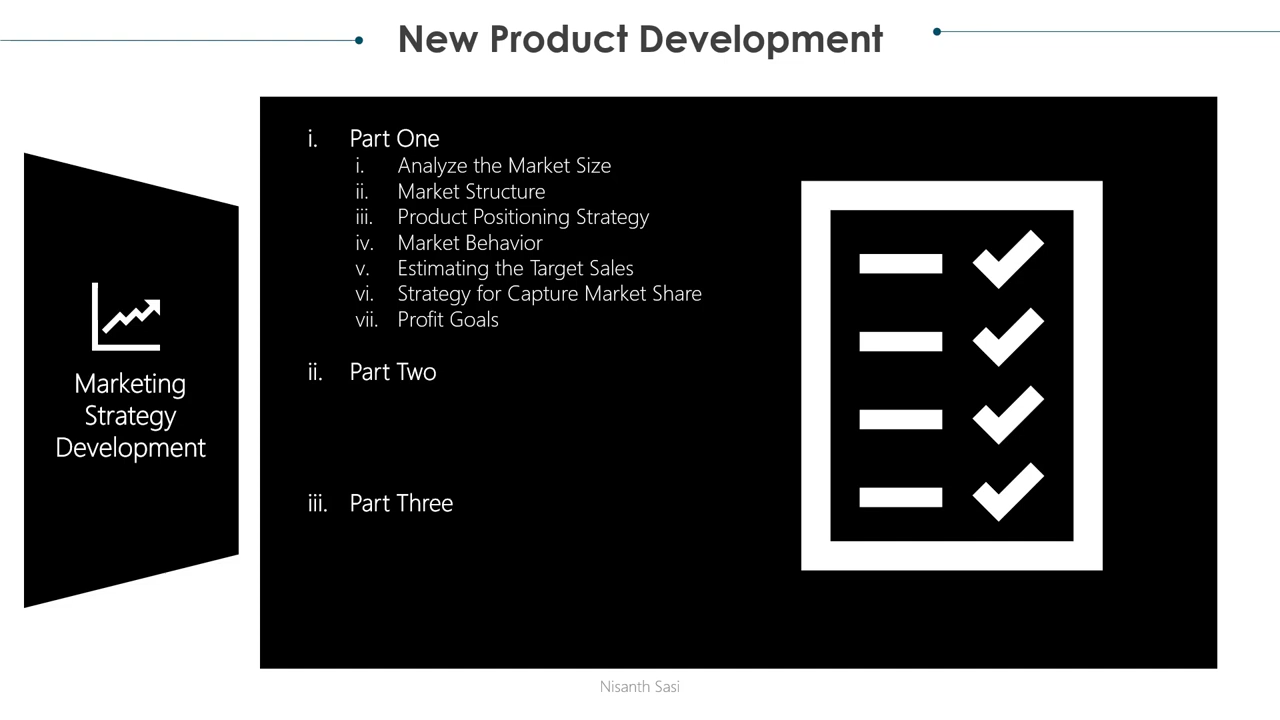 New Product Development
Marketing
Strategy
Development
i. Part One
i. Analyze the Market Size
ii. Market Structure
iii. Product Positioning Strategy
iv. Market Behavior
v. Estimating the Target Sales
vi. Strategy for Capture Market Share
vii. Profit Goals
ii. Part Two
iii. Part Three
Nisanth Sasi